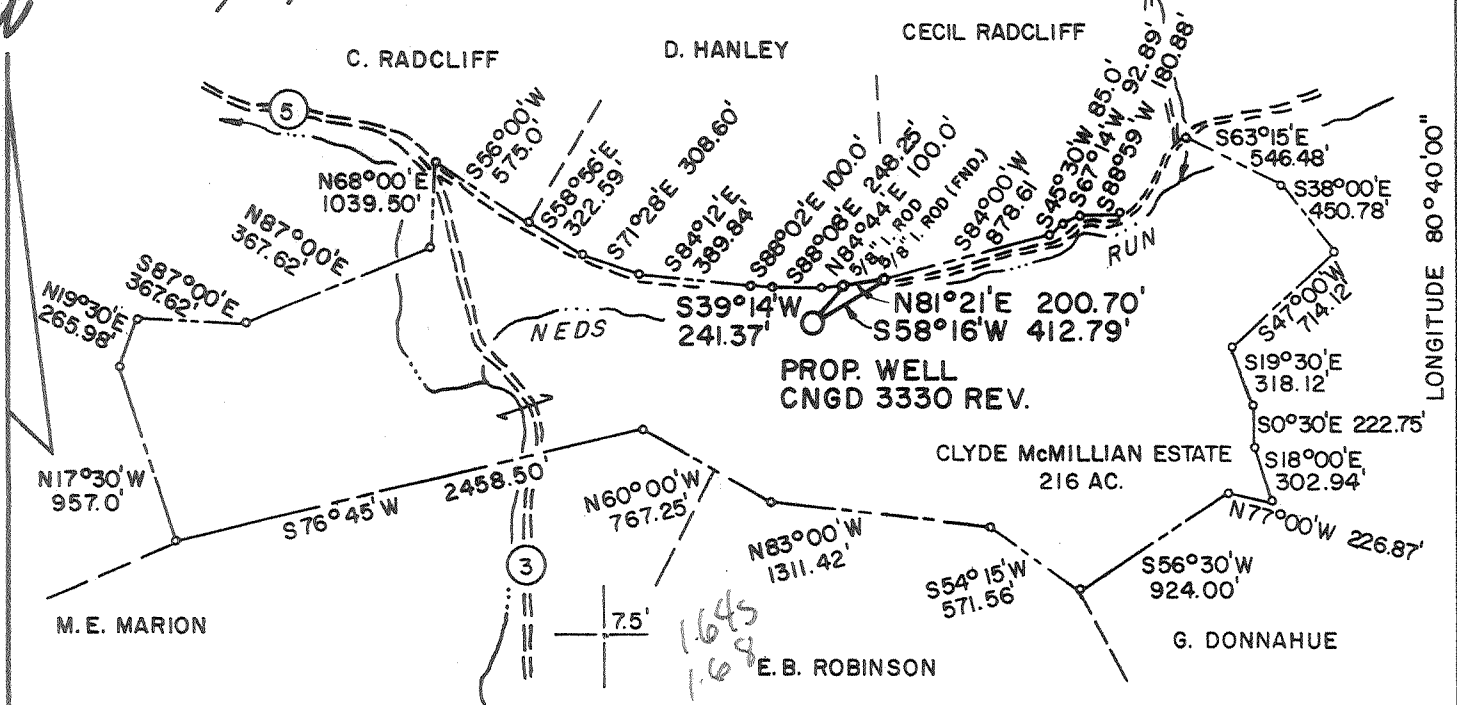 C. RADCLIFF
D. HANLEY
CECIL RADCLIFF
5
N68°00'E
1039.50'
S56°00'W
575.0'
S58°56'E
322.59'
S71°28'E 308.60'
S84°12'E
389.84'
S88°02'E 100.0'
S88°08'E 248.25'
N84°44'E 100.0'
5/8" I. ROD
5/8" I. ROD (FND.)
S84°00'W
878.61'
S45°30'W 85.0'
S67°14'W 92.89'
S88°59'W 180.88'
S63°15'E
546.48'
S38°00'E
450.78'
LONGITUDE 80°40'00"
N87°00'E
367.62'
S87°00'E
367.62'
N19°30'E
265.98'
NEDS
RUN
S39°14'W
241.37'
N81°21'E 200.70'
S58°16'W 412.79'
PROP. WELL
CNGD 3330 REV.
S47°00'W
714.12'
S19°30'E
318.12'
S0°30'E 222.75'
S18°00'E
302.94'
CLYDE McMILLIAN ESTATE
216 AC.
N77°00'W 226.87'
N17°30'W
957.0'
S76°45'W 2458.50'
N60°00'W
767.25'
N83°00'W
1311.42'
S54°15'W
571.56'
S56°30'W
924.00'
3
M. E. MARION
7.5'
1.645
1.68
E. B. ROBINSON
G. DONNAHUE